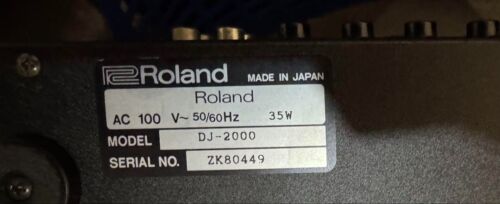 Roland MADE IN JAPAN
Roland
AC 100 V~ 50/60Hz 35W
MODEL DJ-2000
SERIAL NO. ZK80449